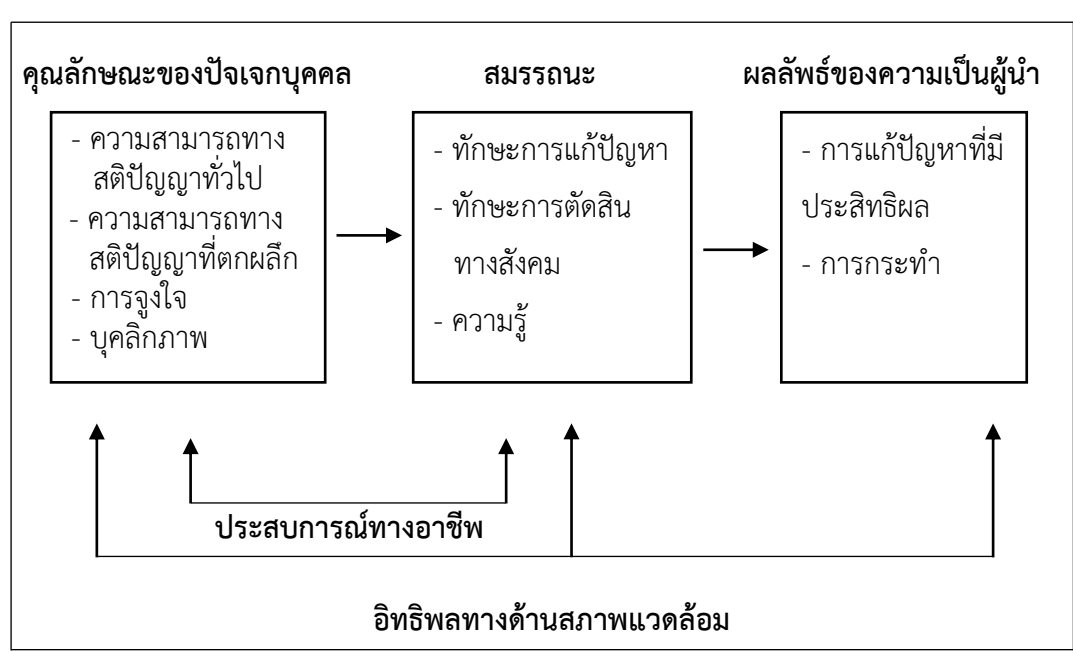 คุณลักษณะของปัจเจกบุคคล
- ความสามารถทาง
สติปัญญาทั่วไป
- ความสามารถทาง
สติปัญญาที่ตกผลึก
- การจูงใจ
- บุคลิกภาพ
สมรรถนะ
- ทักษะการแก้ปัญหา
- ทักษะการตัดสิน
ทางสังคม
- ความรู้
ผลลัพธ์ของความเป็นผู้นำ
- การแก้ปัญหาที่มี
ประสิทธิผล
- การกระทำ
ประสบการณ์ทางอาชีพ
อิทธิพลทางด้านสภาพแวดล้อม